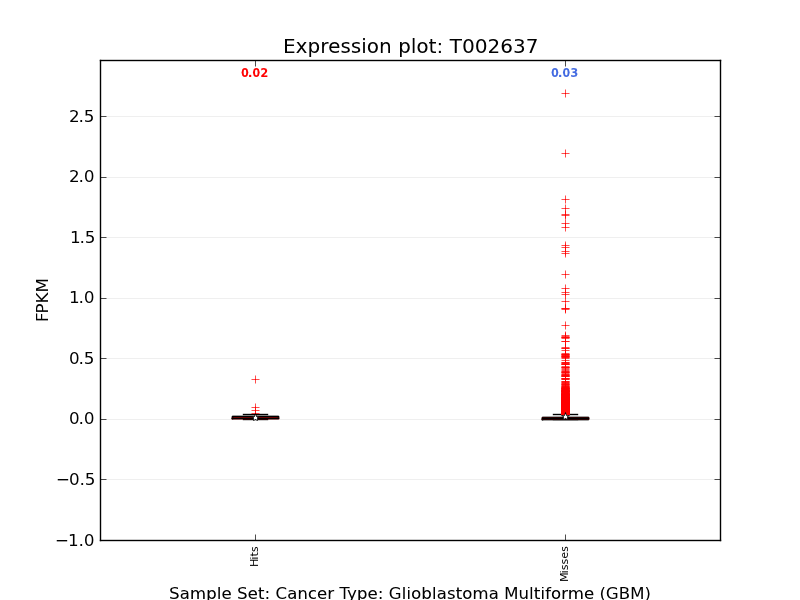 Expression plot: T002637
0.02
0.03
2.5
2.0
1.5
1.0
0.5
0.0
−0.5
−1.0
FPKM
Hits
Misses
Sample Set: Cancer Type: Glioblastoma Multiforme (GBM)